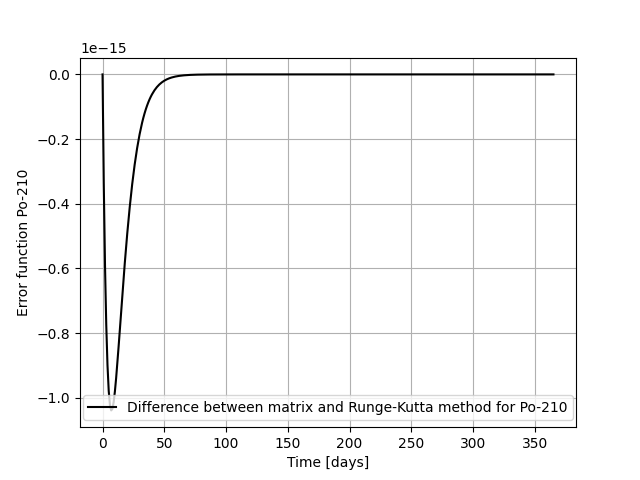 1e−15
0.0
−0.2
−0.4
−0.6
−0.8
−1.0
Error function Po-210
Difference between matrix and Runge-Kutta method for Po-210
0 50 100 150 200 250 300 350
Time [days]